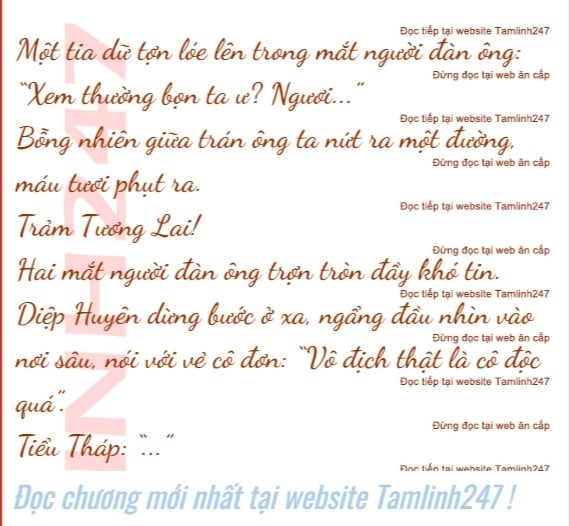 Đọc tiếp tại website Tamlinh247
Một tia dữ tợn lóe lên trong mắt người đàn ông:
Đừng đọc tại web ăn cắp
“Xem thường bọn ta ư? Ngươi...”
Đọc tiếp tại website Tamlinh247
Bỗng nhiên giữa trán ông ta nứt ra một đường,
Đừng đọc tại web ăn cắp
máu tươi phụt ra.
Đọc tiếp tại website Tamlinh247
Trảm Tương Lai!
Đừng đọc tại web ăn cắp
Hai mắt người đàn ông trợn tròn đầy khó tin.
Đọc tiếp tại website Tamlinh247
Diệp Huyên dừng bước ở xa, ngẩng đầu nhìn vào
Đừng đọc tại web ăn cắp
nơi sâu, nói với vẻ cô đơn: “Vô địch thật là cô độc
Đọc tiếp tại website Tamlinh247
quá”.
Đừng đọc tại web ăn cắp
Tiểu Tháp: “...”
Đọc tiếp tại website Tamlinh247
INH247
Đọc chương mới nhất tại website Tamlinh247 !